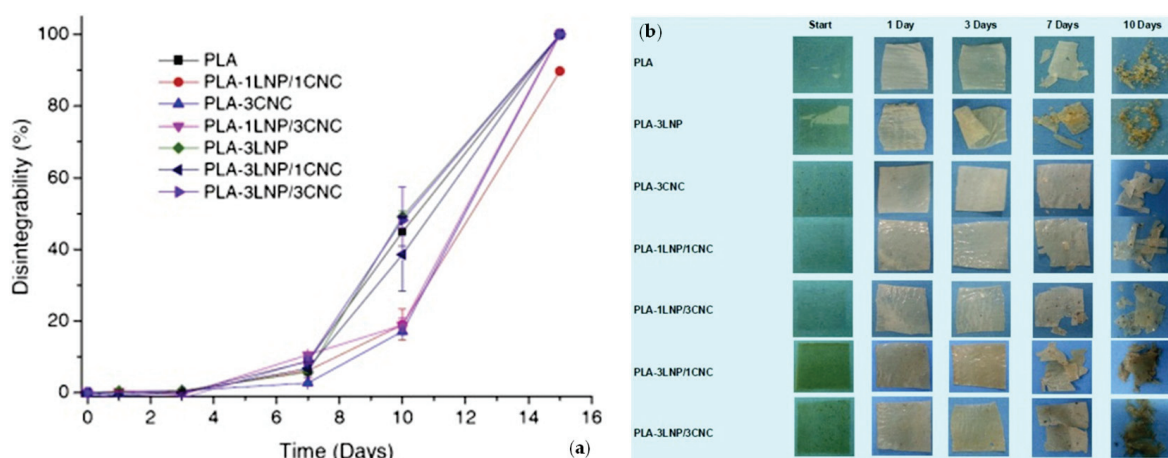 100
80
60
40
20
0
Disintegrability (%)
PLA
PLA-1LNP/1CNC
PLA-3CNC
PLA-1LNP/3CNC
PLA-3LNP
PLA-3LNP/1CNC
PLA-3LNP/3CNC
0 2 4 6 8 10 12 14 16
Time (Days)
(a)
(b)
Start 1 Day 3 Days 7 Days 10 Days
PLA
PLA-3LNP
PLA-3CNC
PLA-1LNP/1CNC
PLA-1LNP/3CNC
PLA-3LNP/1CNC
PLA-3LNP/3CNC